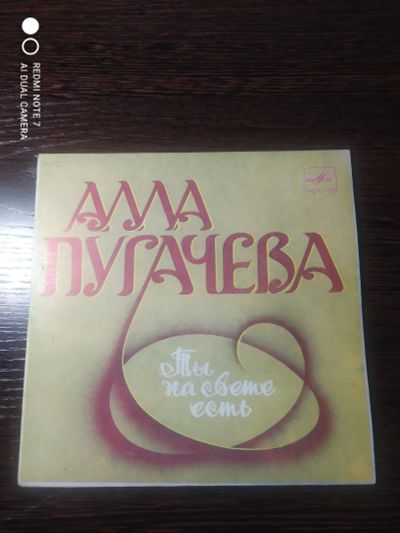 REDMI NOTE 7
AI DUAL CAMERA
АЛЛА
ПУГАЧЕВА
Ты
на свете
есть